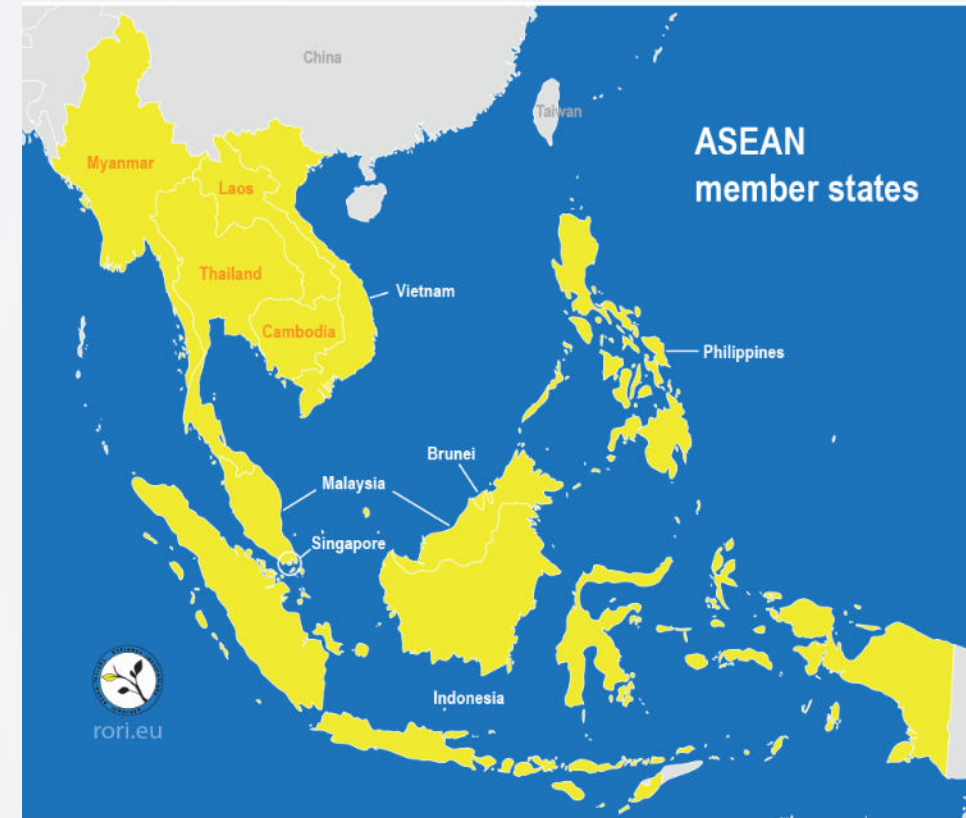 China
Taiwan
ASEAN
member states
Myanmar
Laos
Thailand
Vietnam
Cambodia
Philippines
Brunei
Malaysia
Singapore
Indonesia
rori.eu